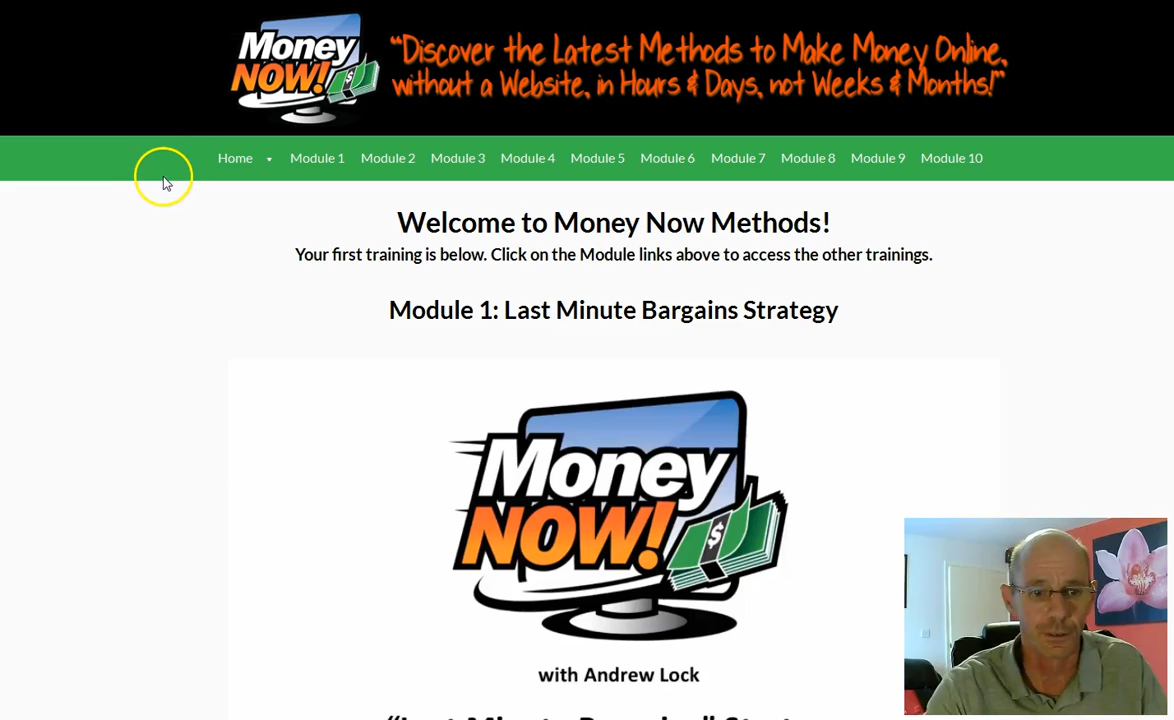 Money
NOW!
“Discover the Latest Methods to Make Money Online,
without a Website, in Hours & Days, not Weeks & Months!”
Home Module 1 Module 2 Module 3 Module 4 Module 5 Module 6 Module 7 Module 8 Module 9 Module 10
Welcome to Money Now Methods!
Your first training is below. Click on the Module links above to access the other trainings.
Module 1: Last Minute Bargains Strategy
Money
NOW!
$
with Andrew Lock